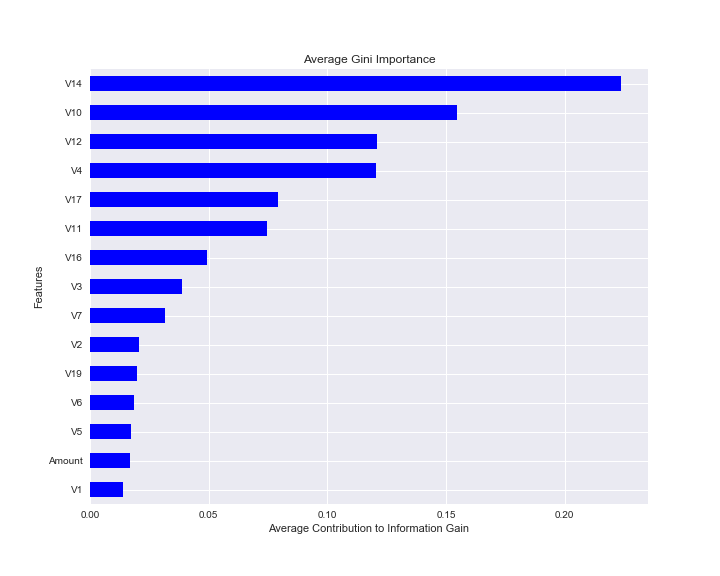 Average Gini Importance
V14
V10
V12
V4
V17
V11
V16
V3
V7
V2
V19
V6
V5
Amount
V1
Features
0.00 0.05 0.10 0.15 0.20
Average Contribution to Information Gain